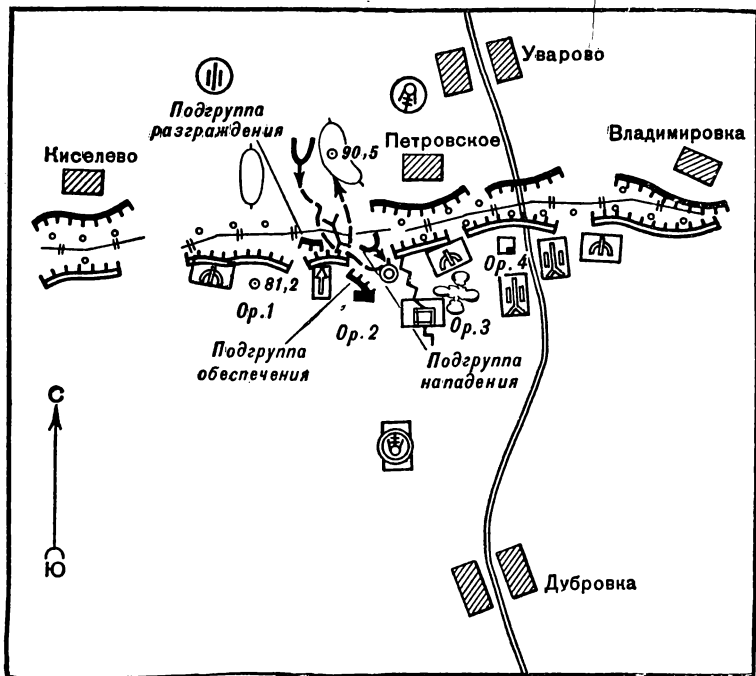 Уварово
Подгруппа
разграждения
90,5
Петровское
Владимировка
Киселево
81,2
Ор.1
Ор.2
Ор.3
Ор.4
Подгруппа
обеспечения
Подгруппа
нападения
С
Ю
Дубровка